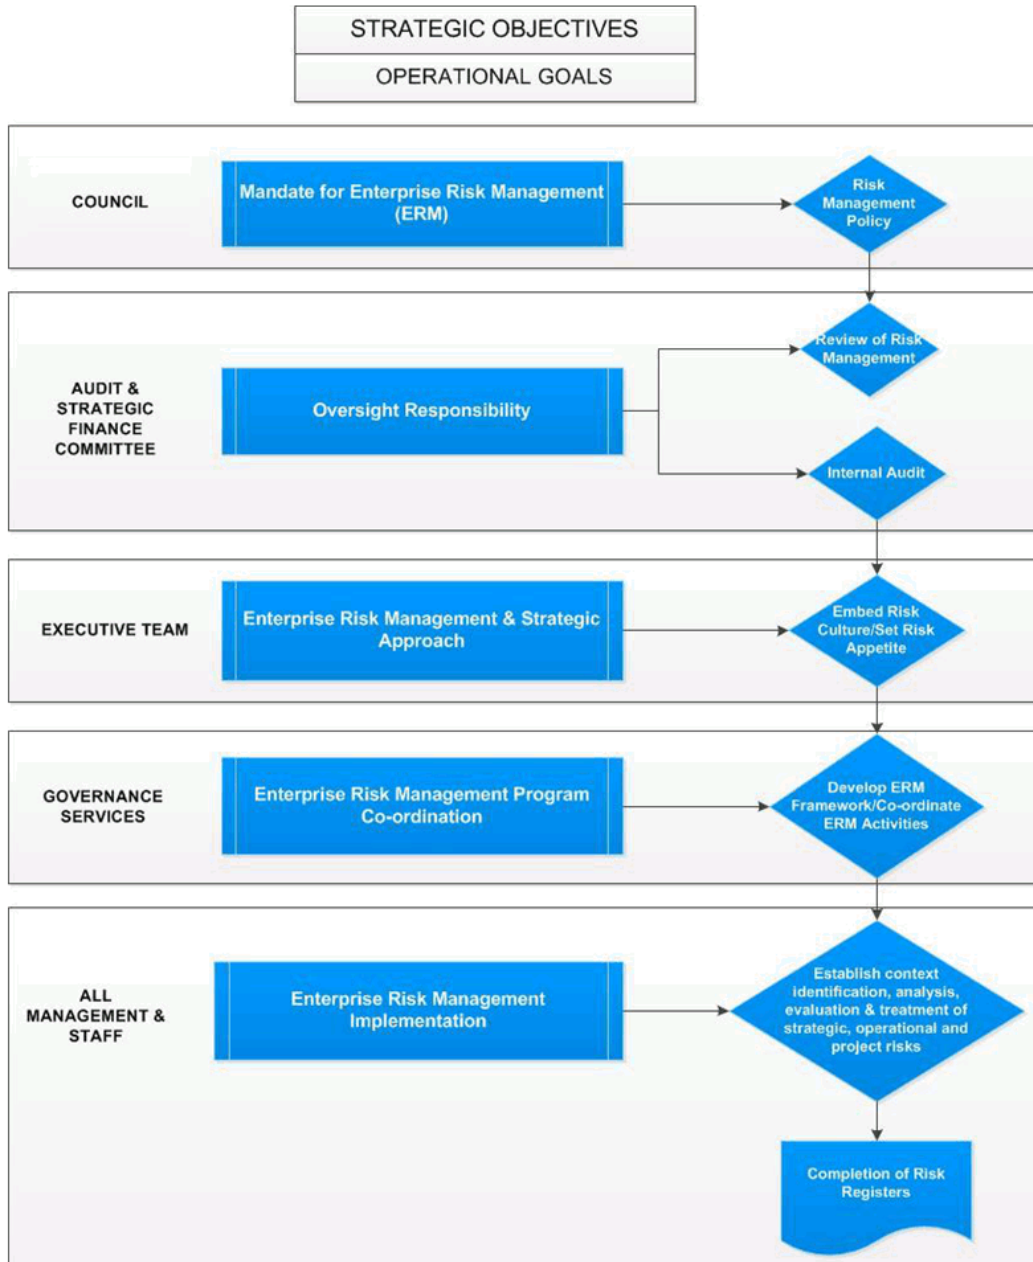 STRATEGIC OBJECTIVES
OPERATIONAL GOALS
COUNCIL
Mandate for Enterprise Risk Management
(ERM)
Risk
Management
Policy
AUDIT &
STRATEGIC
FINANCE
COMMITTEE
Oversight Responsibility
Review of Risk
Management
Internal Audit
EXECUTIVE TEAM
Enterprise Risk Management & Strategic
Approach
Embed Risk
Culture/Set Risk
Appetite
GOVERNANCE
SERVICES
Enterprise Risk Management Program
Co-ordination
Develop ERM
Framework/Co-ordinate
ERM Activities
ALL
MANAGEMENT &
STAFF
Enterprise Risk Management
Implementation
Establish context
identification, analysis,
evaluation & treatment of
strategic, operational and
project risks
Completion of Risk
Registers